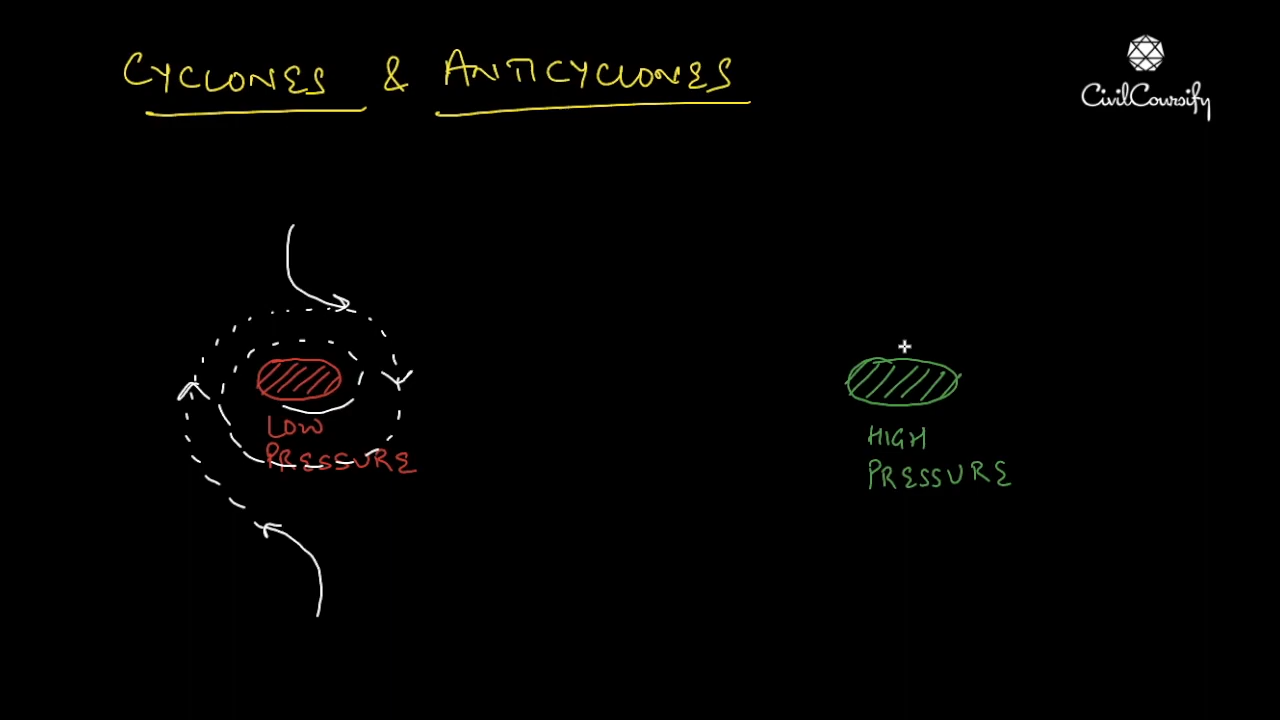 CYCLONES & ANTICYCLONES
CivilCoursify
LOW
PRESSURE
HIGH
PRESSURE